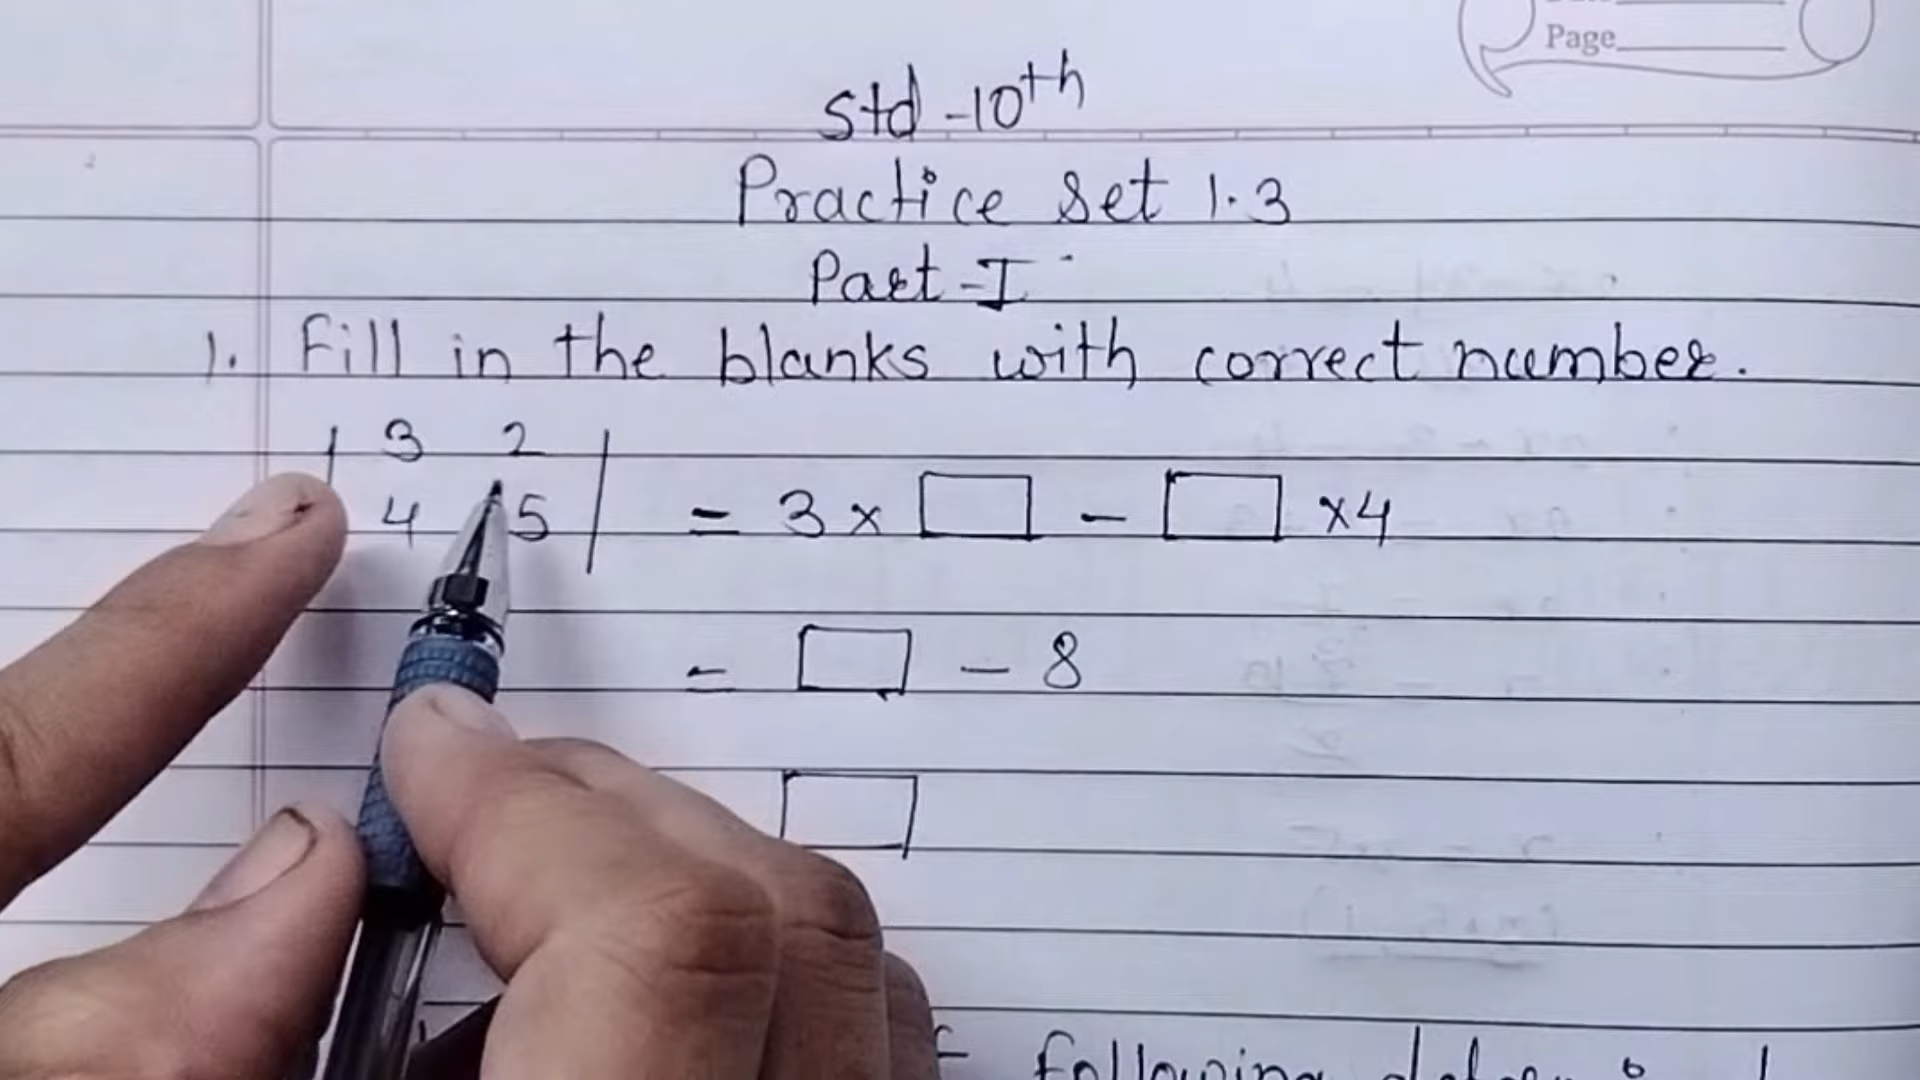 Page
Std-10th
Practice Set 1.3
Part-I
1. Fill in the blanks with correct number.
3 2
4 5 = 3 x □ - □ x4
= □ - 8
□
following